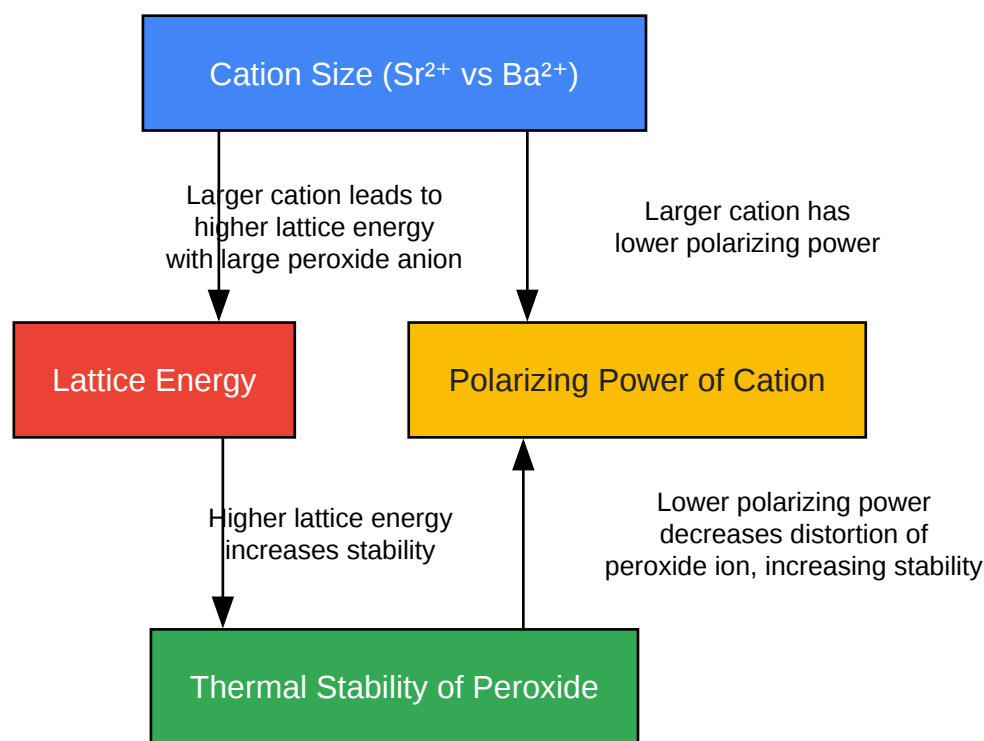 Cation Size (Sr²⁺ vs Ba²⁺)
Larger cation leads to
higher lattice energy
with large peroxide anion
Larger cation has
lower polarizing power
Lattice Energy
Polarizing Power of Cation
Higher lattice energy
increases stability
Lower polarizing power
decreases distortion of
peroxide ion, increasing stability
Thermal Stability of Peroxide